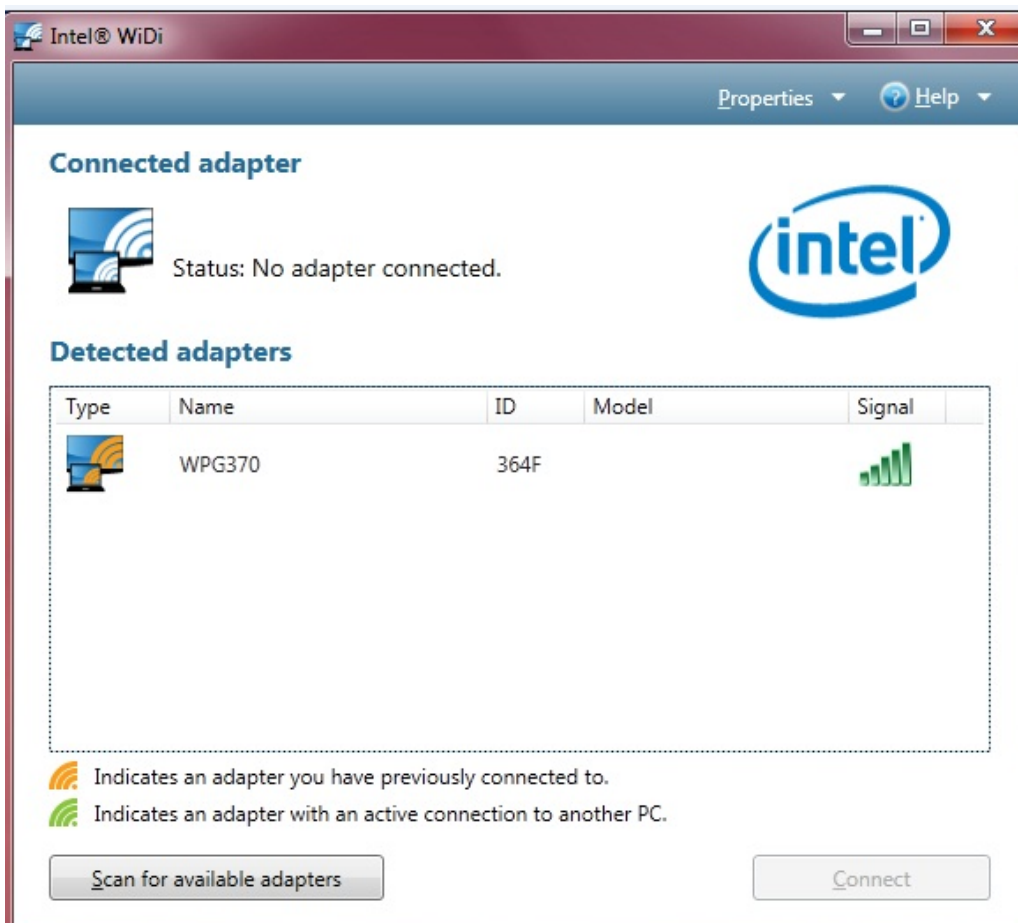 Intel® WiDi
Properties Help
Connected adapter
intel
Status: No adapter connected.
Detected adapters
Type Name ID Model Signal
WPG370 364F
Indicates an adapter you have previously connected to.
Indicates an adapter with an active connection to another PC.
Scan for available adapters Connect